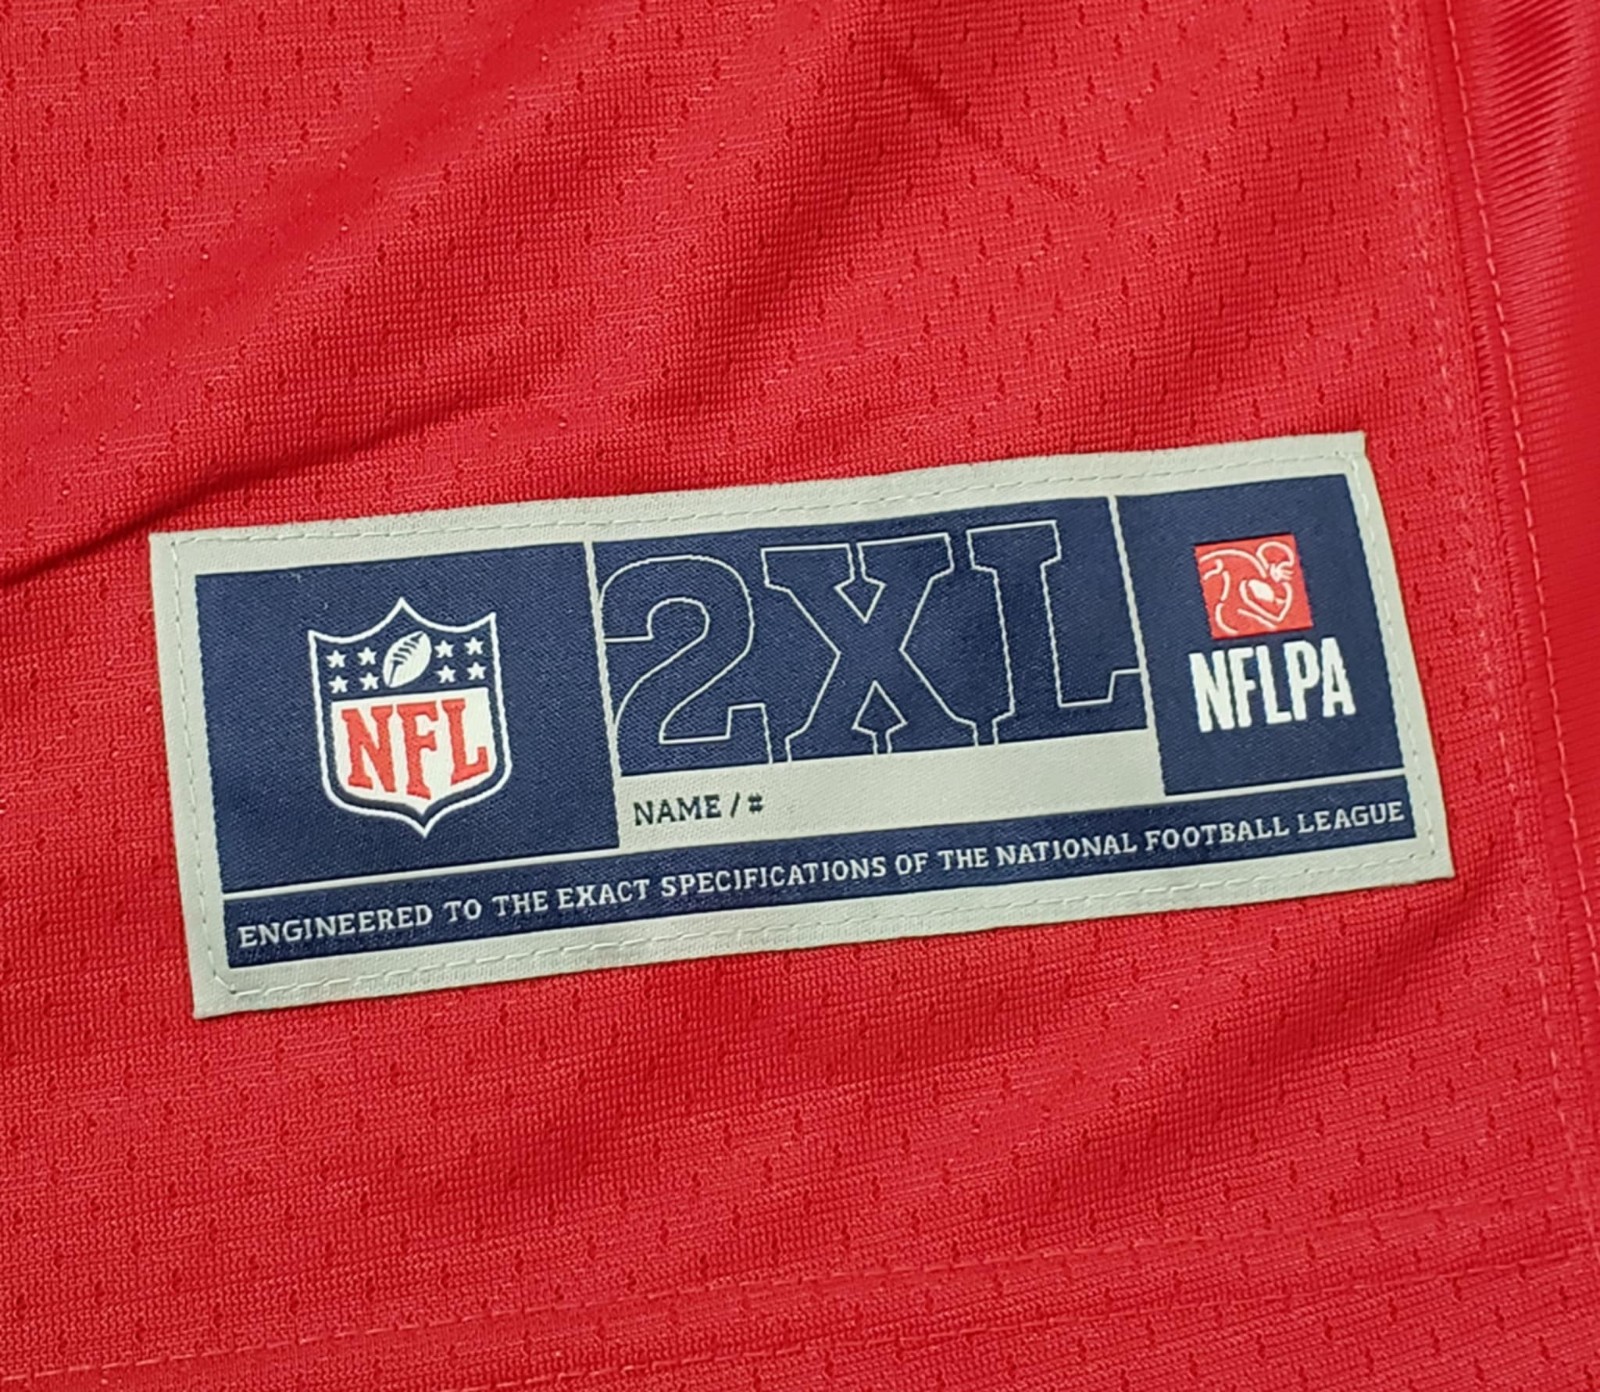 NFL
2XL
NFLPA
NAME / #
ENGINEERED TO THE EXACT SPECIFICATIONS OF THE NATIONAL FOOTBALL LEAGUE